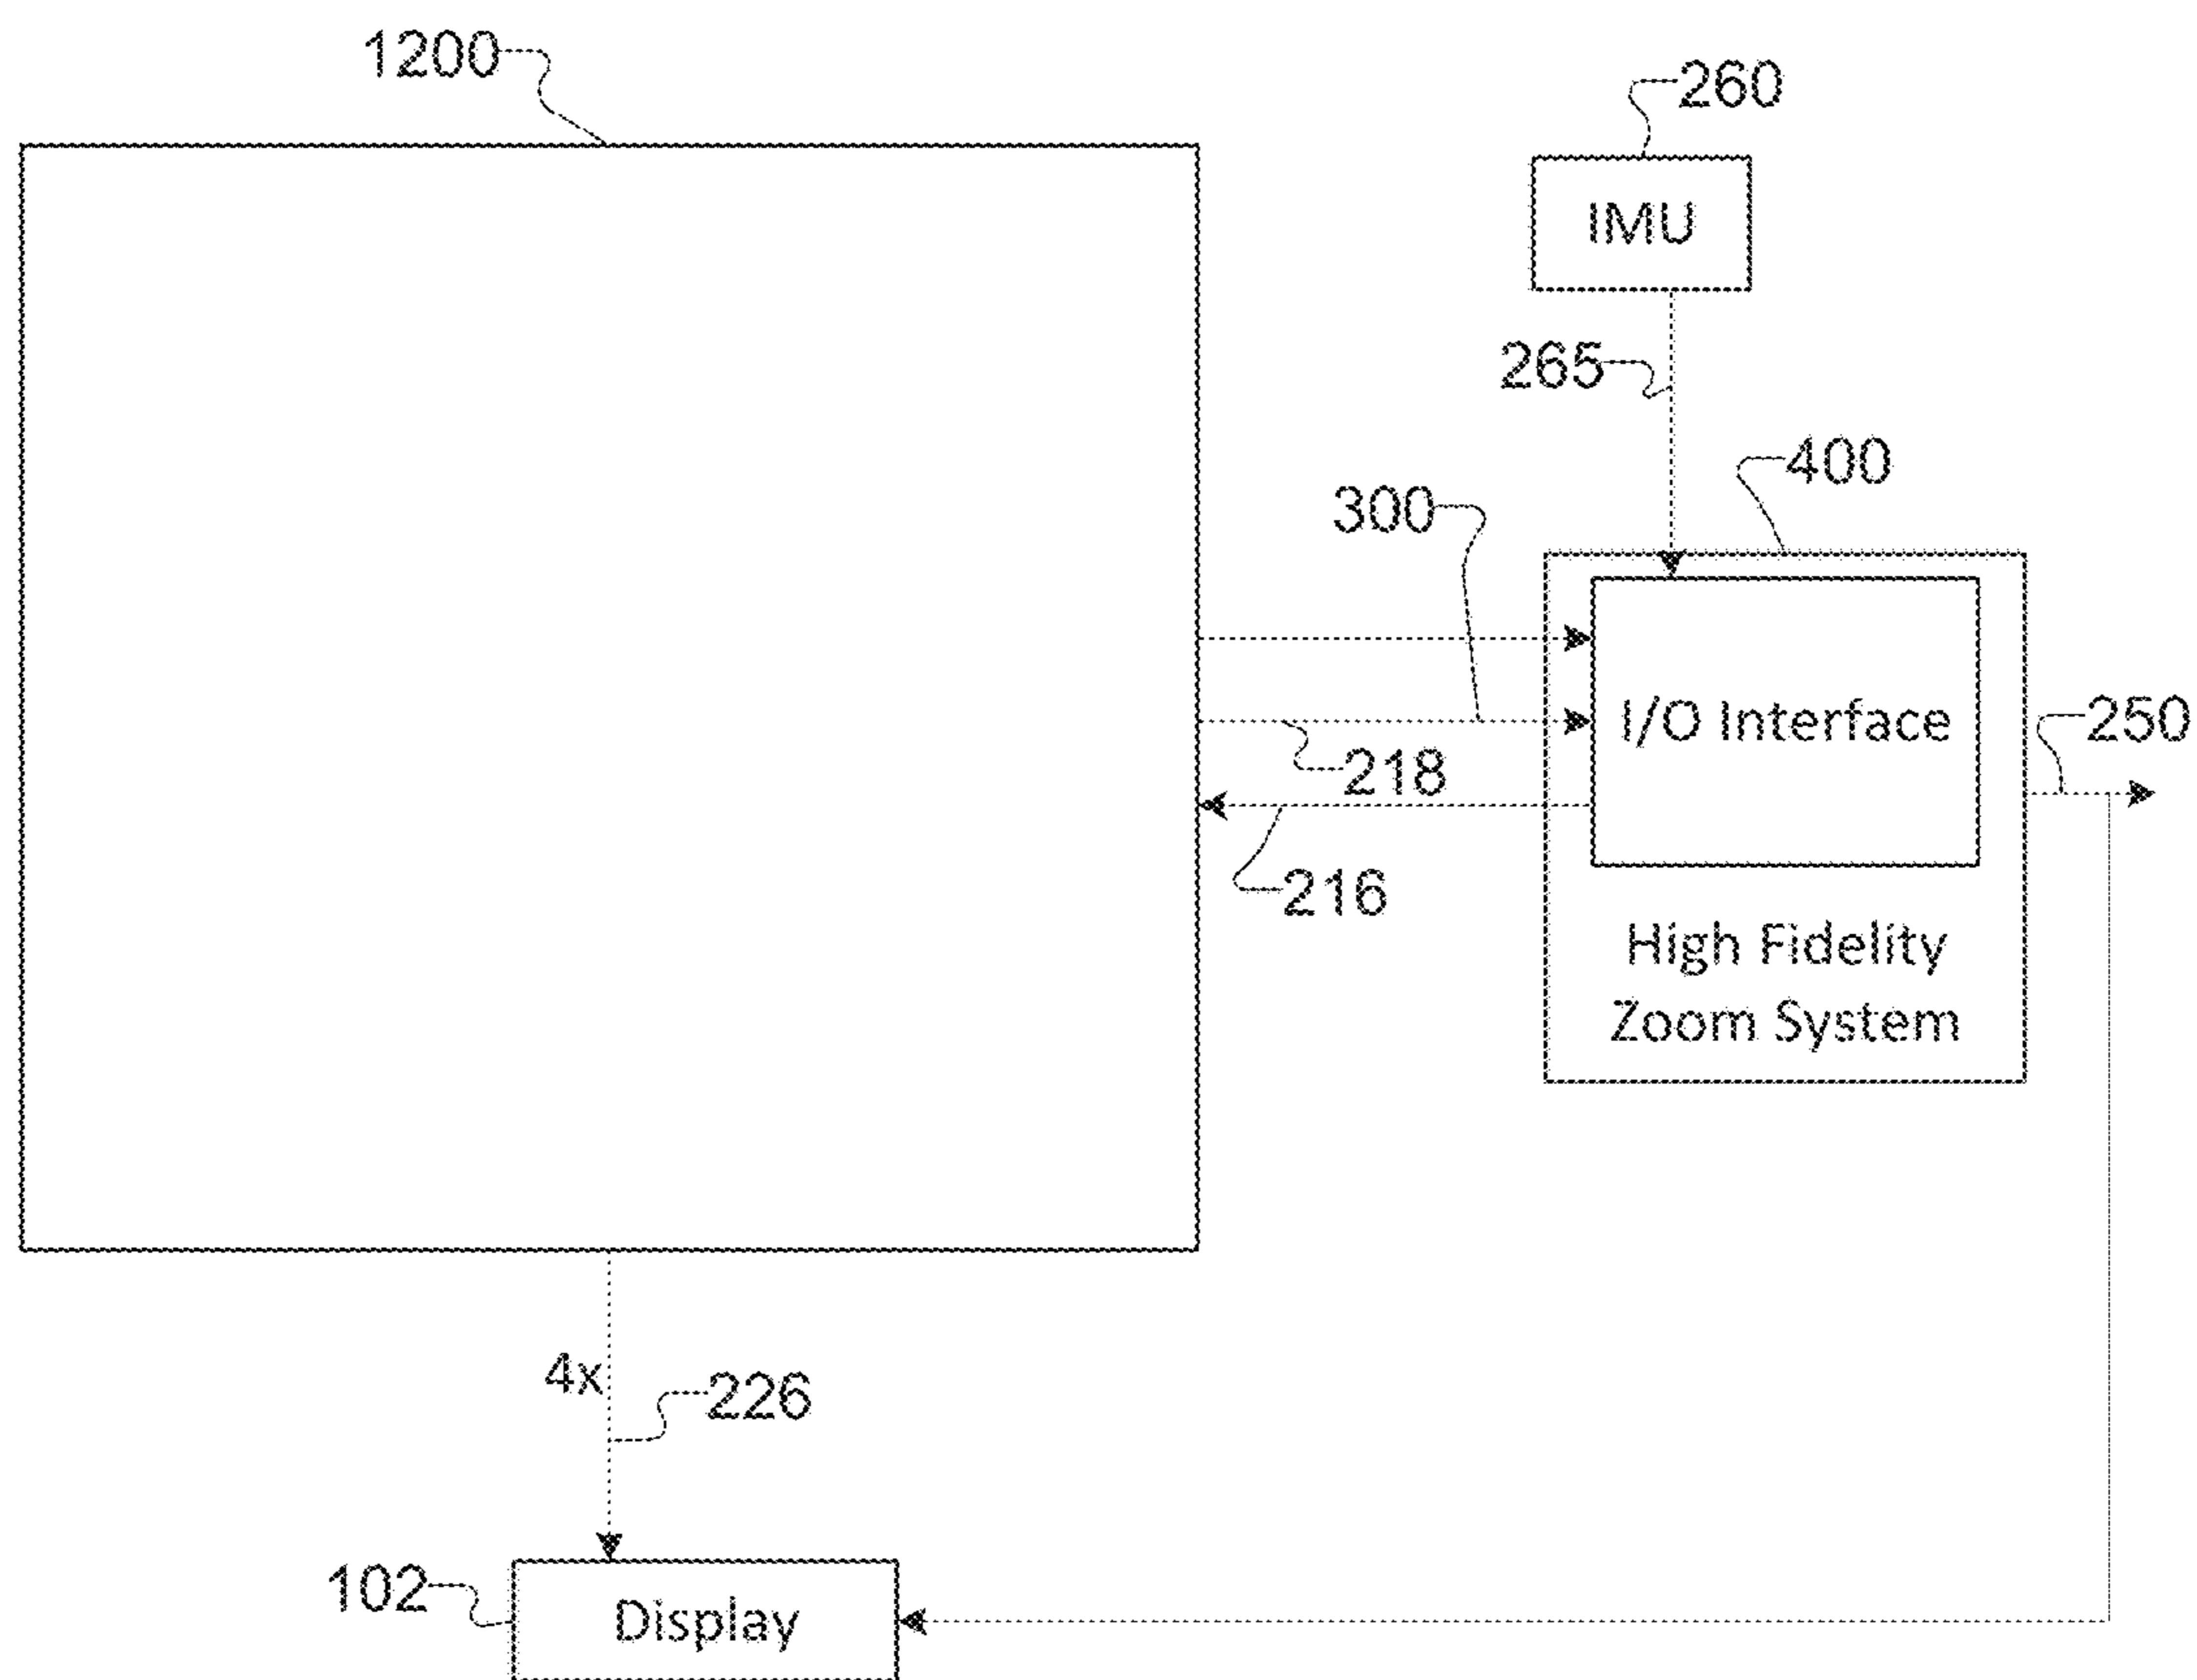 1200
260
IMU
265
400
300
I/O Interface
250
218
216
High Fidelity
Zoom System
4x
226
102
Display